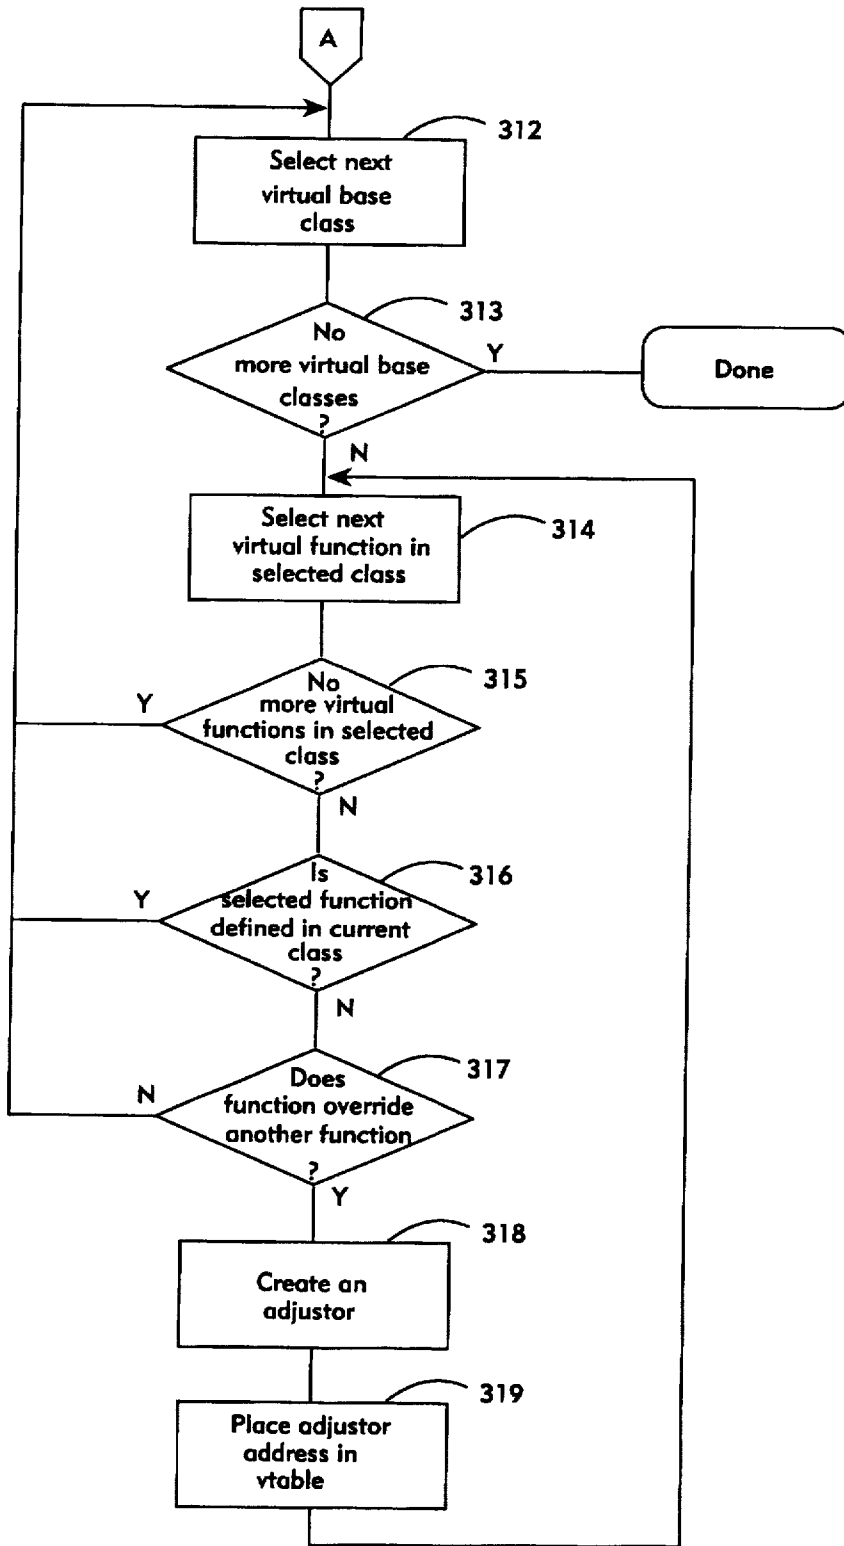 A
312
Select next
virtual base
class
313
No
more virtual base
classes
?
Y
Done
N
Select next
virtual function in
selected class
314
Y
No
more virtual
functions in selected
class
?
315
N
Y
Is
selected function
defined in current
class
?
316
N
N
Does
function override
another function
?
317
Y
318
Create an
adjustor
319
Place adjustor
address in
vtable